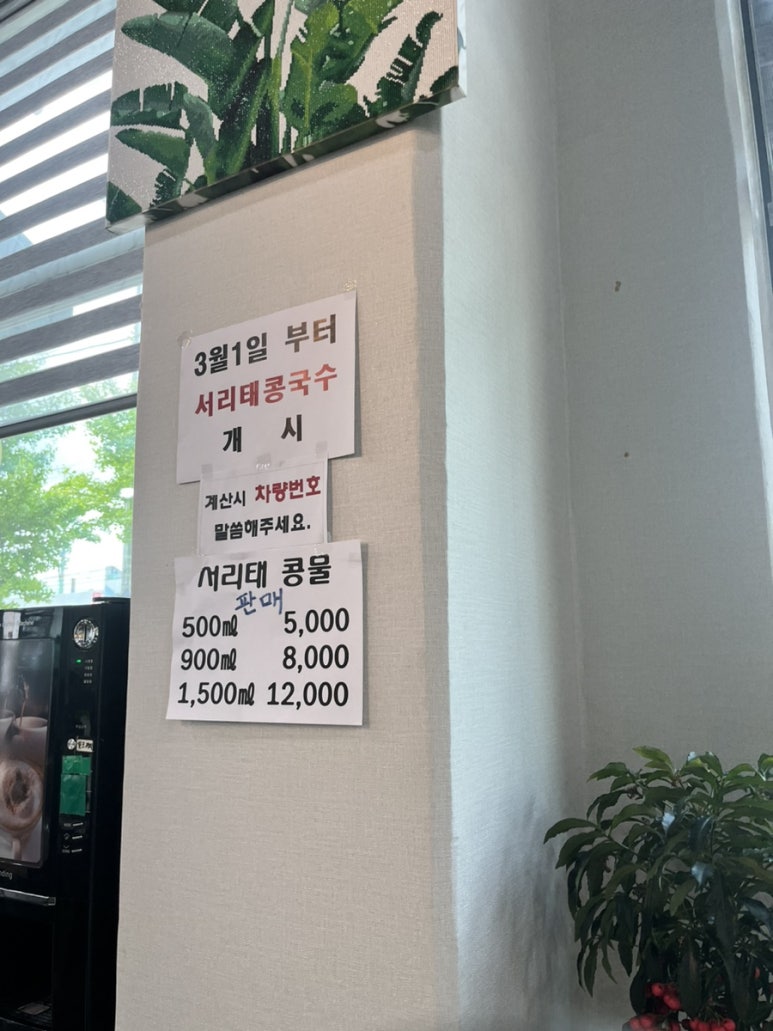 3월1일 부터
서리태콩국수
개 시
계산시 차량번호
말씀해주세요.
서리태 콩물
판매
500㎖ 5,000
900㎖ 8,000
1,500㎖ 12,000